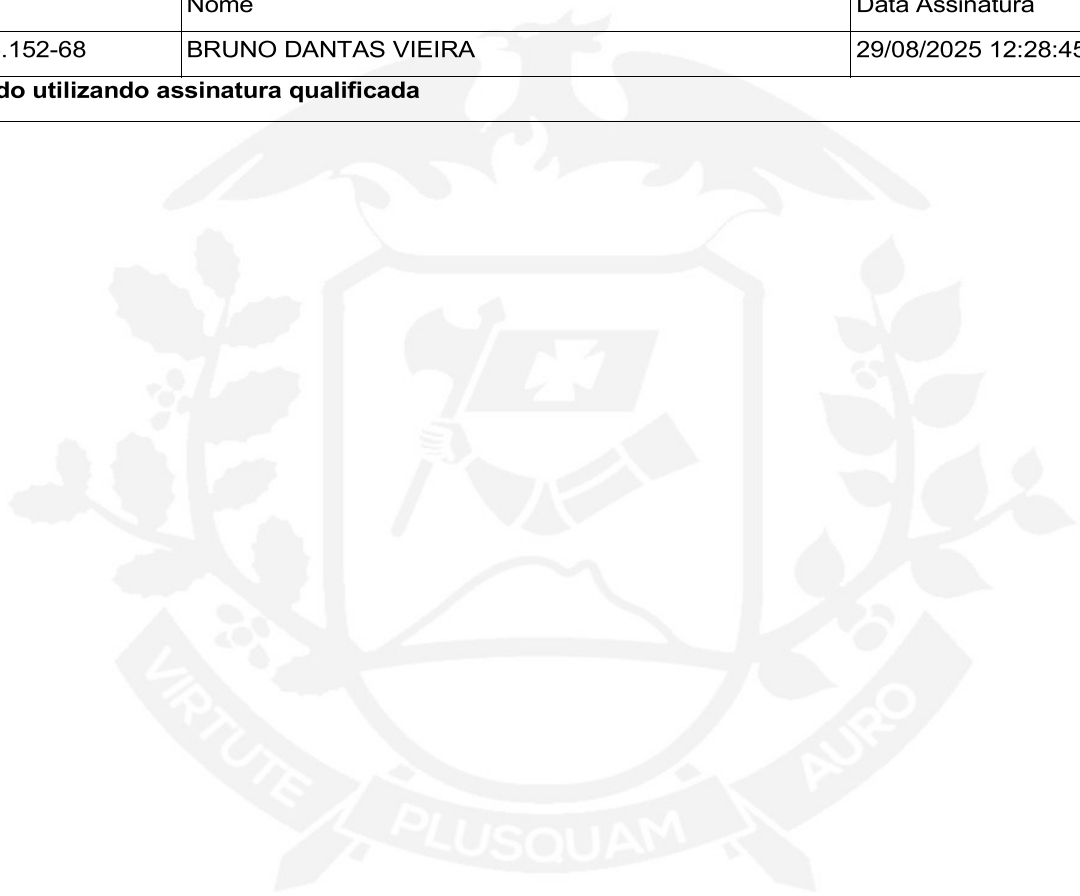 Nome Data Assinatura
.152-68 BRUNO DANTAS VIEIRA 29/08/2025 12:28:45
do utilizando assinatura qualificada
VIRTUTE PLUSQUAM AURO